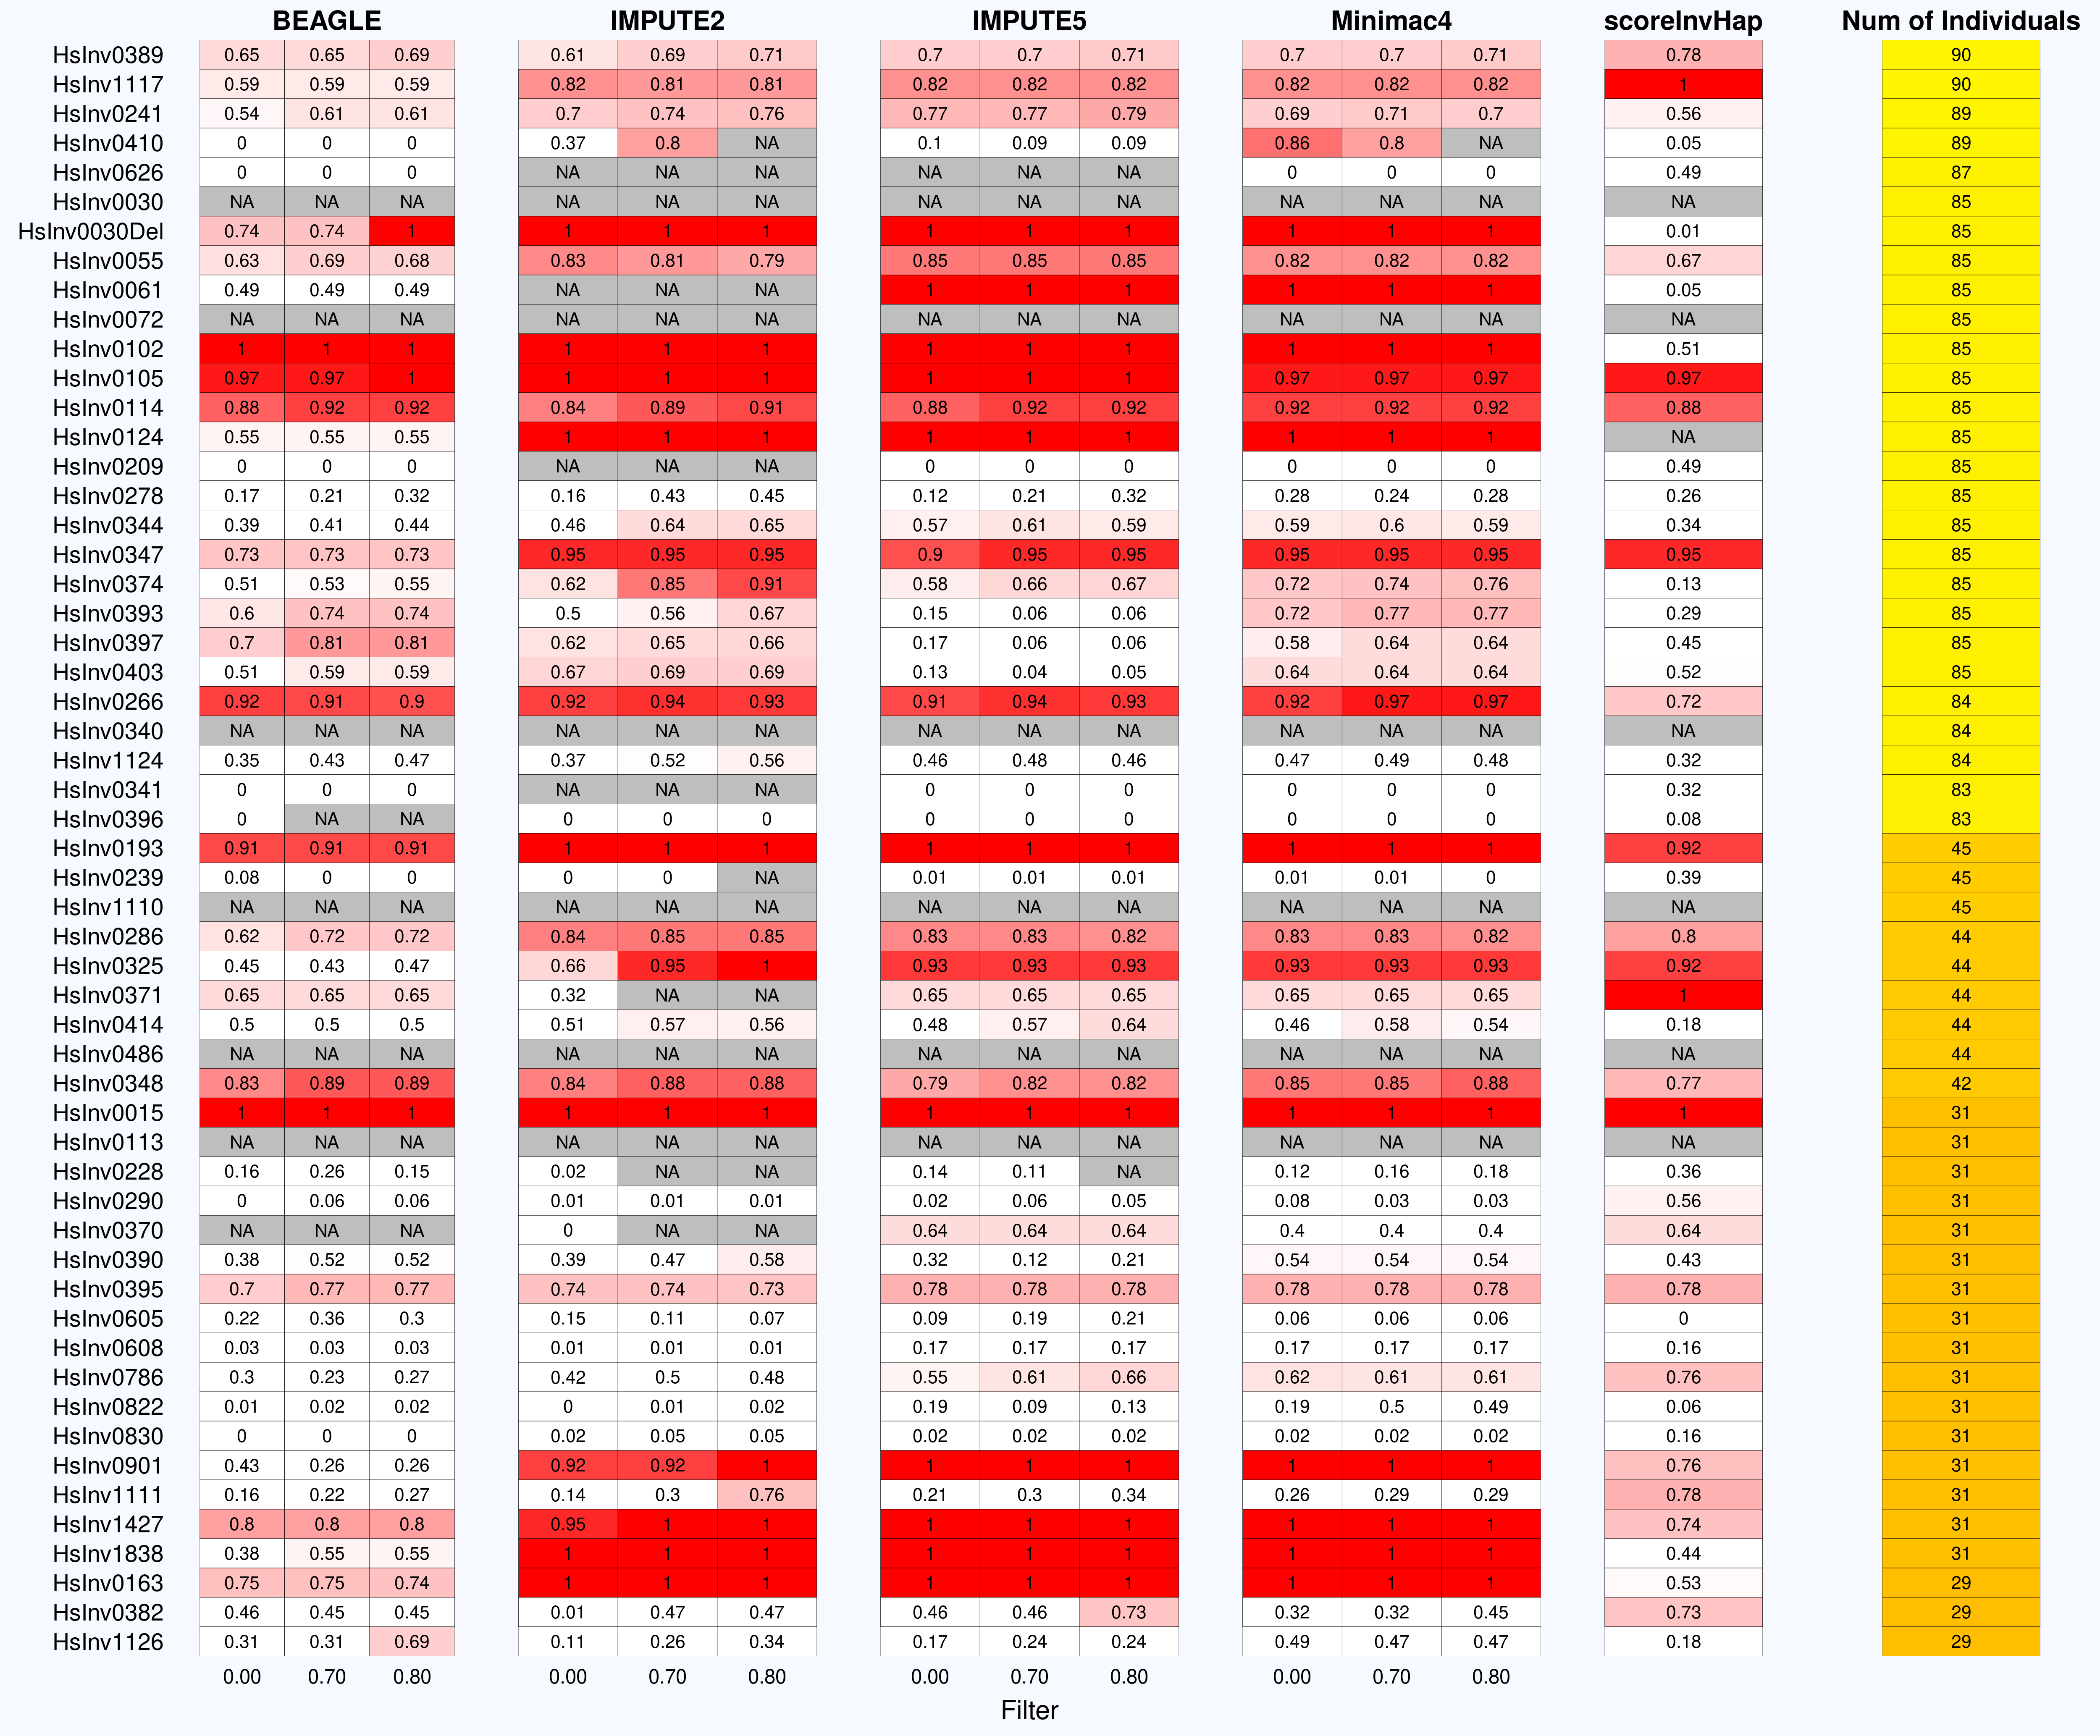 BEAGLE IMPUTE2 IMPUTE5 Minimac4 scoreInvHap Num of Individuals
HsInv0389 0.65 0.65 0.69 0.61 0.69 0.71 0.7 0.7 0.71 0.7 0.7 0.71 0.78 90
HsInv1117 0.59 0.59 0.59 0.82 0.81 0.81 0.82 0.82 0.82 0.82 0.82 0.82 1 90
HsInv0241 0.54 0.61 0.61 0.7 0.74 0.76 0.77 0.77 0.79 0.69 0.71 0.7 0.56 89
HsInv0410 0 0 0 0.37 0.8 NA 0.1 0.09 0.09 0.86 0.8 NA 0.05 89
HsInv0626 0 0 0 NA NA NA NA NA NA 0 0 0 0.49 87
HsInv0030 NA NA NA NA NA NA NA NA NA NA NA NA NA 85
HsInv0030Del 0.74 0.74 1 1 1 1 1 1 1 1 1 1 0.01 85
HsInv0055 0.63 0.69 0.68 0.83 0.81 0.79 0.85 0.85 0.85 0.82 0.82 0.82 0.67 85
HsInv0061 0.49 0.49 0.49 NA NA NA 1 1 1 1 1 1 0.05 85
HsInv0072 NA NA NA NA NA NA NA NA NA NA NA NA NA 85
HsInv0102 1 1 1 1 1 1 1 1 1 1 1 1 0.51 85
HsInv0105 0.97 0.97 1 1 1 1 1 1 1 0.97 0.97 0.97 0.97 85
HsInv0114 0.88 0.92 0.92 0.84 0.89 0.91 0.88 0.92 0.92 0.92 0.92 0.92 0.88 85
HsInv0124 0.55 0.55 0.55 1 1 1 1 1 1 1 1 1 NA 85
HsInv0209 0 0 0 NA NA NA 0 0 0 0 0 0 0.49 85
HsInv0278 0.17 0.21 0.32 0.16 0.43 0.45 0.12 0.21 0.32 0.28 0.24 0.28 0.26 85
HsInv0344 0.39 0.41 0.44 0.46 0.64 0.65 0.57 0.61 0.59 0.59 0.6 0.59 0.34 85
HsInv0347 0.73 0.73 0.73 0.95 0.95 0.95 0.9 0.95 0.95 0.95 0.95 0.95 0.95 85
HsInv0374 0.51 0.53 0.55 0.62 0.85 0.91 0.58 0.66 0.67 0.72 0.74 0.76 0.13 85
HsInv0393 0.6 0.74 0.74 0.5 0.56 0.67 0.15 0.06 0.06 0.72 0.77 0.77 0.29 85
HsInv0397 0.7 0.81 0.81 0.62 0.65 0.66 0.17 0.06 0.06 0.58 0.64 0.64 0.45 85
HsInv0403 0.51 0.59 0.59 0.67 0.69 0.69 0.13 0.04 0.05 0.64 0.64 0.64 0.52 85
HsInv0266 0.92 0.91 0.9 0.92 0.94 0.93 0.91 0.94 0.93 0.92 0.97 0.97 0.72 84
HsInv0340 NA NA NA NA NA NA NA NA NA NA NA NA NA 84
HsInv1124 0.35 0.43 0.47 0.37 0.52 0.56 0.46 0.48 0.46 0.47 0.49 0.48 0.32 84
HsInv0341 0 0 0 NA NA NA 0 0 0 0 0 0 0.32 83
HsInv0396 0 NA NA 0 0 0 0 0 0 0 0 0 0.08 83
HsInv0193 0.91 0.91 0.91 1 1 1 1 1 1 1 1 1 0.92 45
HsInv0239 0.08 0 0 0 0 NA 0.01 0.01 0.01 0.01 0.01 0 0.39 45
HsInv1110 NA NA NA NA NA NA NA NA NA NA NA NA NA 45
HsInv0286 0.62 0.72 0.72 0.84 0.85 0.85 0.83 0.83 0.82 0.83 0.83 0.82 0.8 44
HsInv0325 0.45 0.43 0.47 0.66 0.95 1 0.93 0.93 0.93 0.93 0.93 0.93 0.92 44
HsInv0371 0.65 0.65 0.65 0.32 NA NA 0.65 0.65 0.65 0.65 0.65 0.65 1 44
HsInv0414 0.5 0.5 0.5 0.51 0.57 0.56 0.48 0.57 0.64 0.46 0.58 0.54 0.18 44
HsInv0486 NA NA NA NA NA NA NA NA NA NA NA NA NA 44
HsInv0348 0.83 0.89 0.89 0.84 0.88 0.88 0.79 0.82 0.82 0.85 0.85 0.88 0.77 42
HsInv0015 1 1 1 1 1 1 1 1 1 1 1 1 1 31
HsInv0113 NA NA NA NA NA NA NA NA NA NA NA NA NA 31
HsInv0228 0.16 0.26 0.15 0.02 NA NA 0.14 0.11 NA 0.12 0.16 0.18 0.36 31
HsInv0290 0 0.06 0.06 0.01 0.01 0.01 0.02 0.06 0.05 0.08 0.03 0.03 0.56 31
HsInv0370 NA NA NA 0 NA NA 0.64 0.64 0.64 0.4 0.4 0.4 0.64 31
HsInv0390 0.38 0.52 0.52 0.39 0.47 0.58 0.32 0.12 0.21 0.54 0.54 0.54 0.43 31
HsInv0395 0.7 0.77 0.77 0.74 0.74 0.73 0.78 0.78 0.78 0.78 0.78 0.78 0.78 31
HsInv0605 0.22 0.36 0.3 0.15 0.11 0.07 0.09 0.19 0.21 0.06 0.06 0.06 0 31
HsInv0608 0.03 0.03 0.03 0.01 0.01 0.01 0.17 0.17 0.17 0.17 0.17 0.17 0.16 31
HsInv0786 0.3 0.23 0.27 0.42 0.5 0.48 0.55 0.61 0.66 0.62 0.61 0.61 0.76 31
HsInv0822 0.01 0.02 0.02 0 0.01 0.02 0.19 0.09 0.13 0.19 0.5 0.49 0.06 31
HsInv0830 0 0 0 0.02 0.05 0.05 0.02 0.02 0.02 0.02 0.02 0.02 0.16 31
HsInv0901 0.43 0.26 0.26 0.92 0.92 1 1 1 1 1 1 1 0.76 31
HsInv1111 0.16 0.22 0.27 0.14 0.3 0.76 0.21 0.3 0.34 0.26 0.29 0.29 0.78 31
HsInv1427 0.8 0.8 0.8 0.95 1 1 1 1 1 1 1 1 0.74 31
HsInv1838 0.38 0.55 0.55 1 1 1 1 1 1 1 1 1 0.44 31
HsInv0163 0.75 0.75 0.74 1 1 1 1 1 1 1 1 1 0.53 29
HsInv0382 0.46 0.45 0.45 0.01 0.47 0.47 0.46 0.46 0.73 0.32 0.32 0.45 0.73 29
HsInv1126 0.31 0.31 0.69 0.11 0.26 0.34 0.17 0.24 0.24 0.49 0.47 0.47 0.18 29
0.00 0.70 0.80 0.00 0.70 0.80 0.00 0.70 0.80 0.00 0.70 0.80
Filter